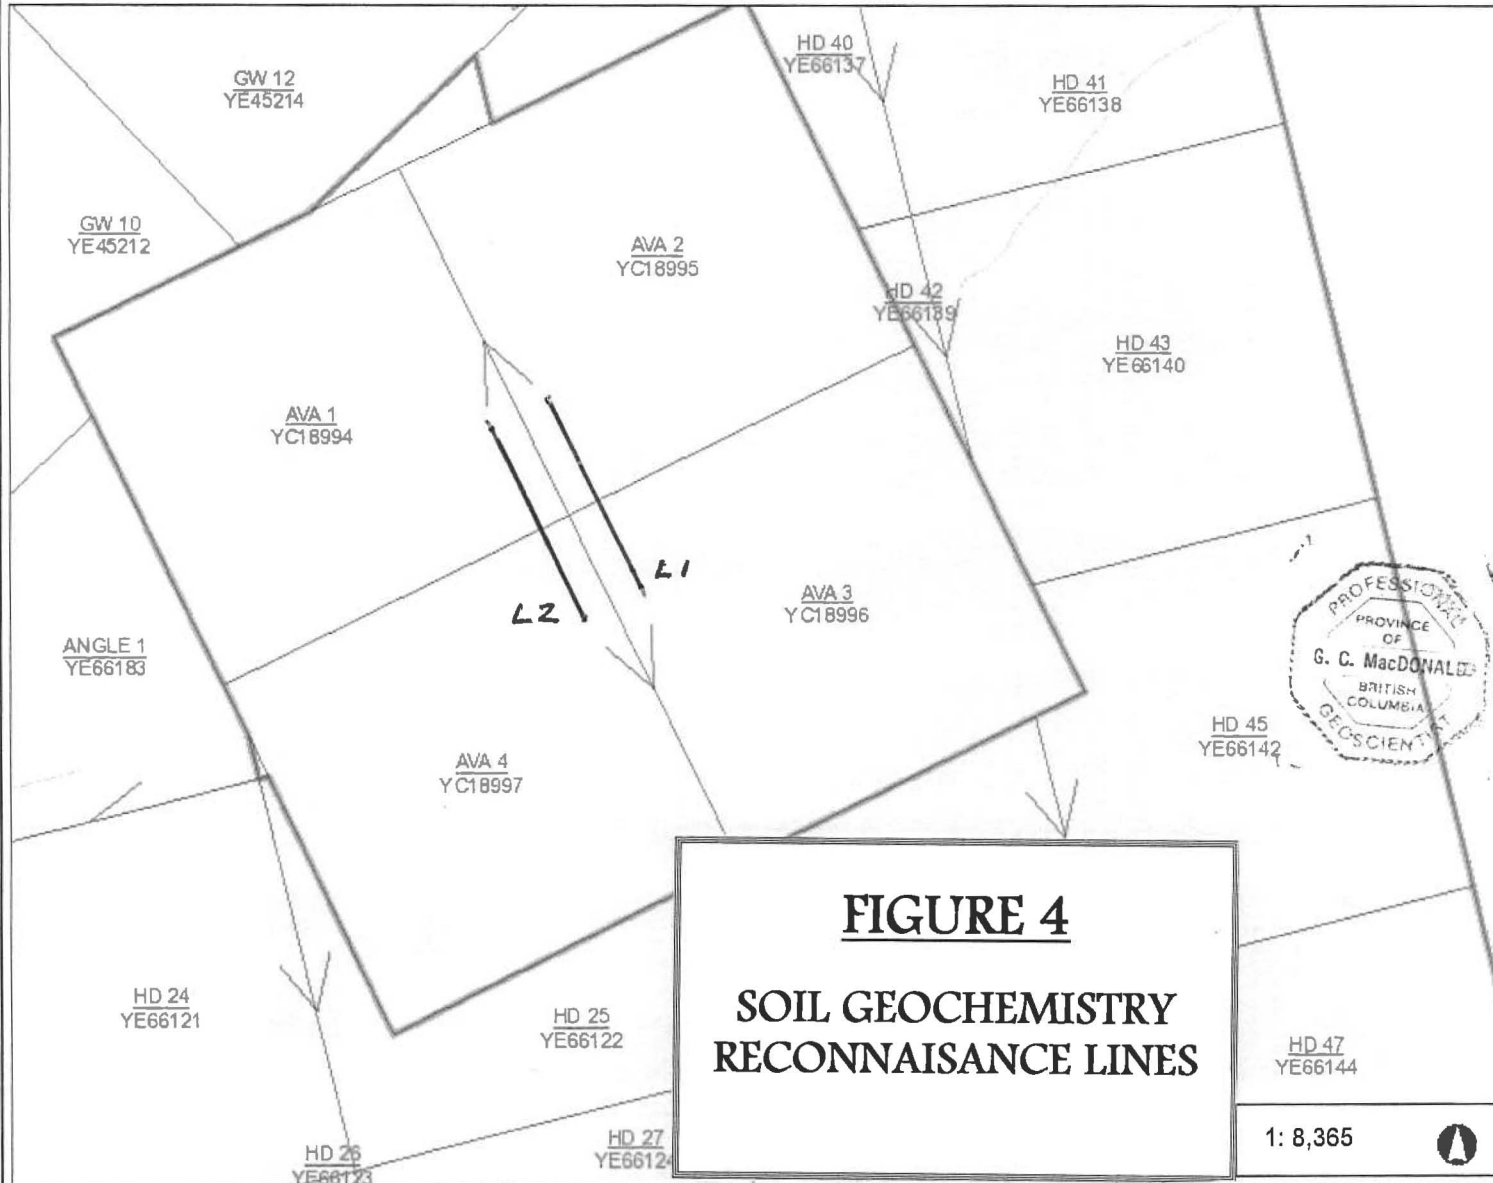 GW 12
YE45214
HD 40
YE66137
HD 41
YE66138
GW 10
YE45212
AVA 2
YC18995
HD 42
YE66139
HD 43
YE66140
AVA 1
YC18994
L1
L2
AVA 3
YC18996
ANGLE 1
YE66183
PROFESSIONAL
PROVINCE
OF
G. C. MacDONALD
BRITISH
COLUMBIA
GEOSCIENTIST
HD 45
YE66142
AVA 4
YC18997
FIGURE 4
SOIL GEOCHEMISTRY
RECONNAISANCE LINES
HD 24
YE66121
HD 25
YE66122
HD 47
YE66144
HD 26
YE66123
HD 27
YE66124
1: 8,365